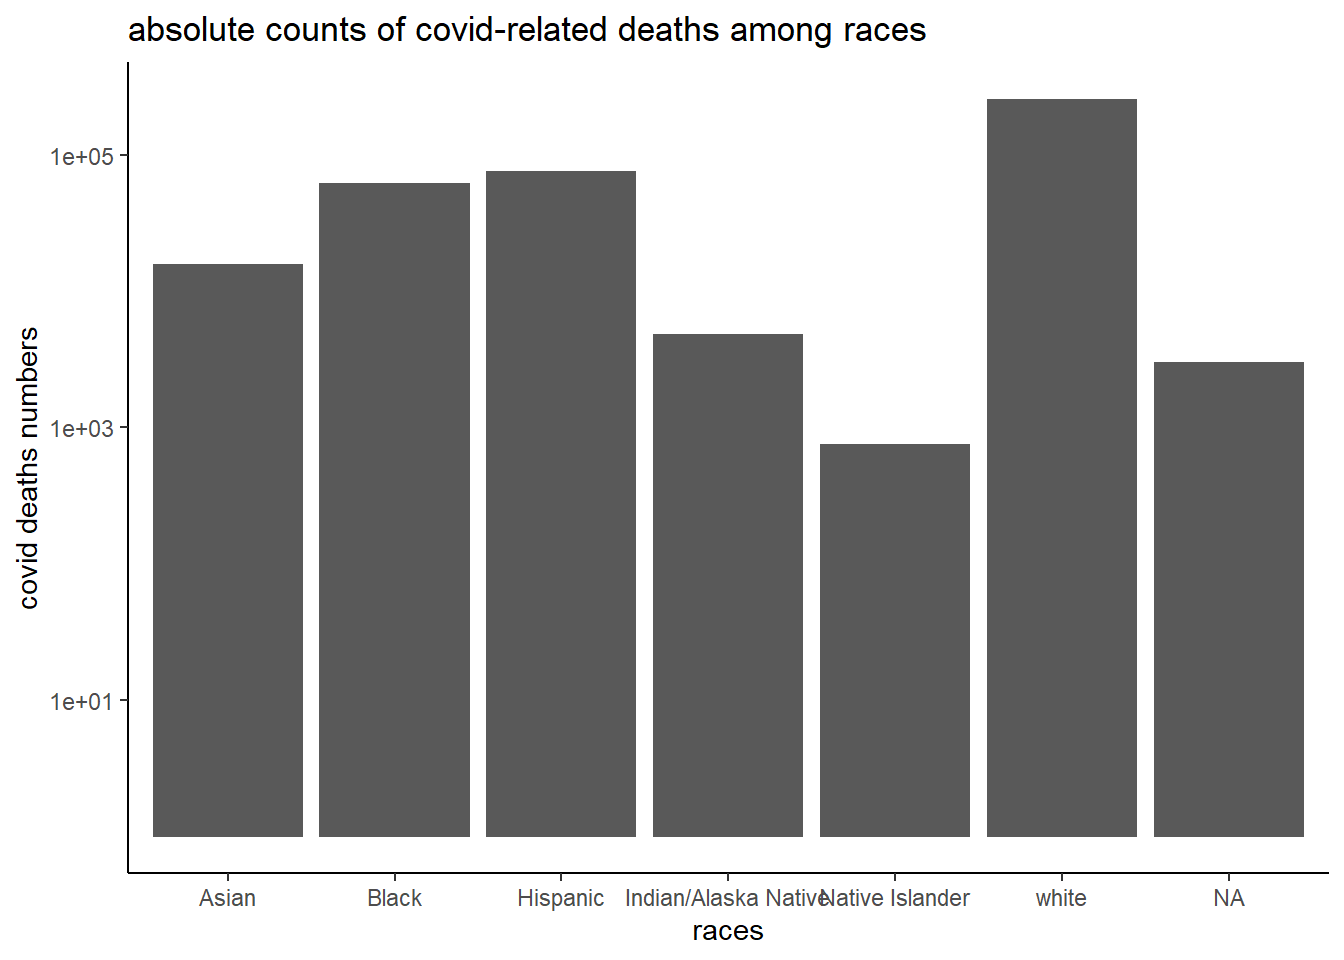 absolute counts of covid-related deaths among races
covid deaths numbers
1e+05
1e+03
1e+01
Asian Black Hispanic Indian/Alaska Native Native Islander white NA
races